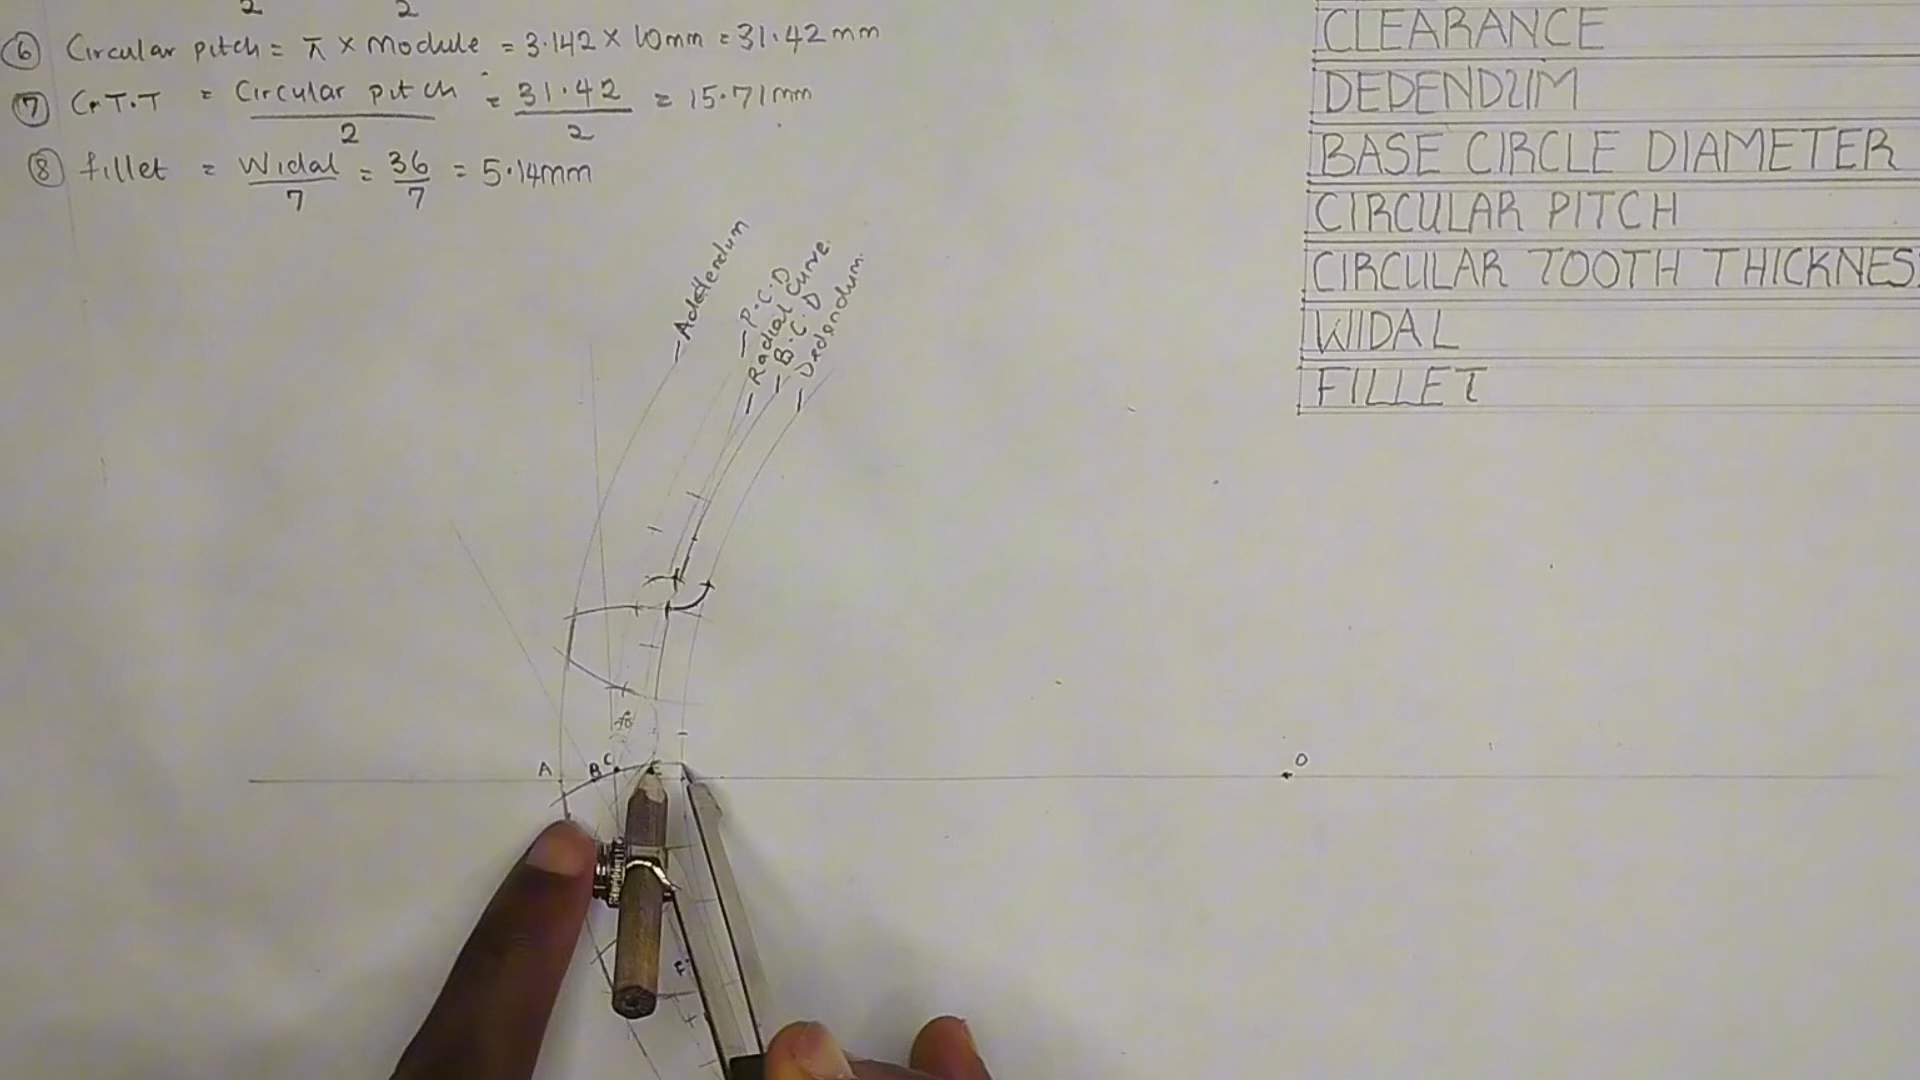 2 2
⑥ Circular pitch = π × Module = 3.142 × 10mm = 31.42mm
⑦ C.T.T = Circular pitch / 2 = 31.42 / 2 = 15.71mm
⑧ fillet = Widal / 7 = 36 / 7 = 5.14mm
CLEARANCE
DEDENDUM
BASE CIRCLE DIAMETER
CIRCULAR PITCH
CIRCULAR TOOTH THICKNES
WIDAL
FILLET
Addendum
P.C.D
Radial Curve
B.C.D
Dedendum
A B C E O
F